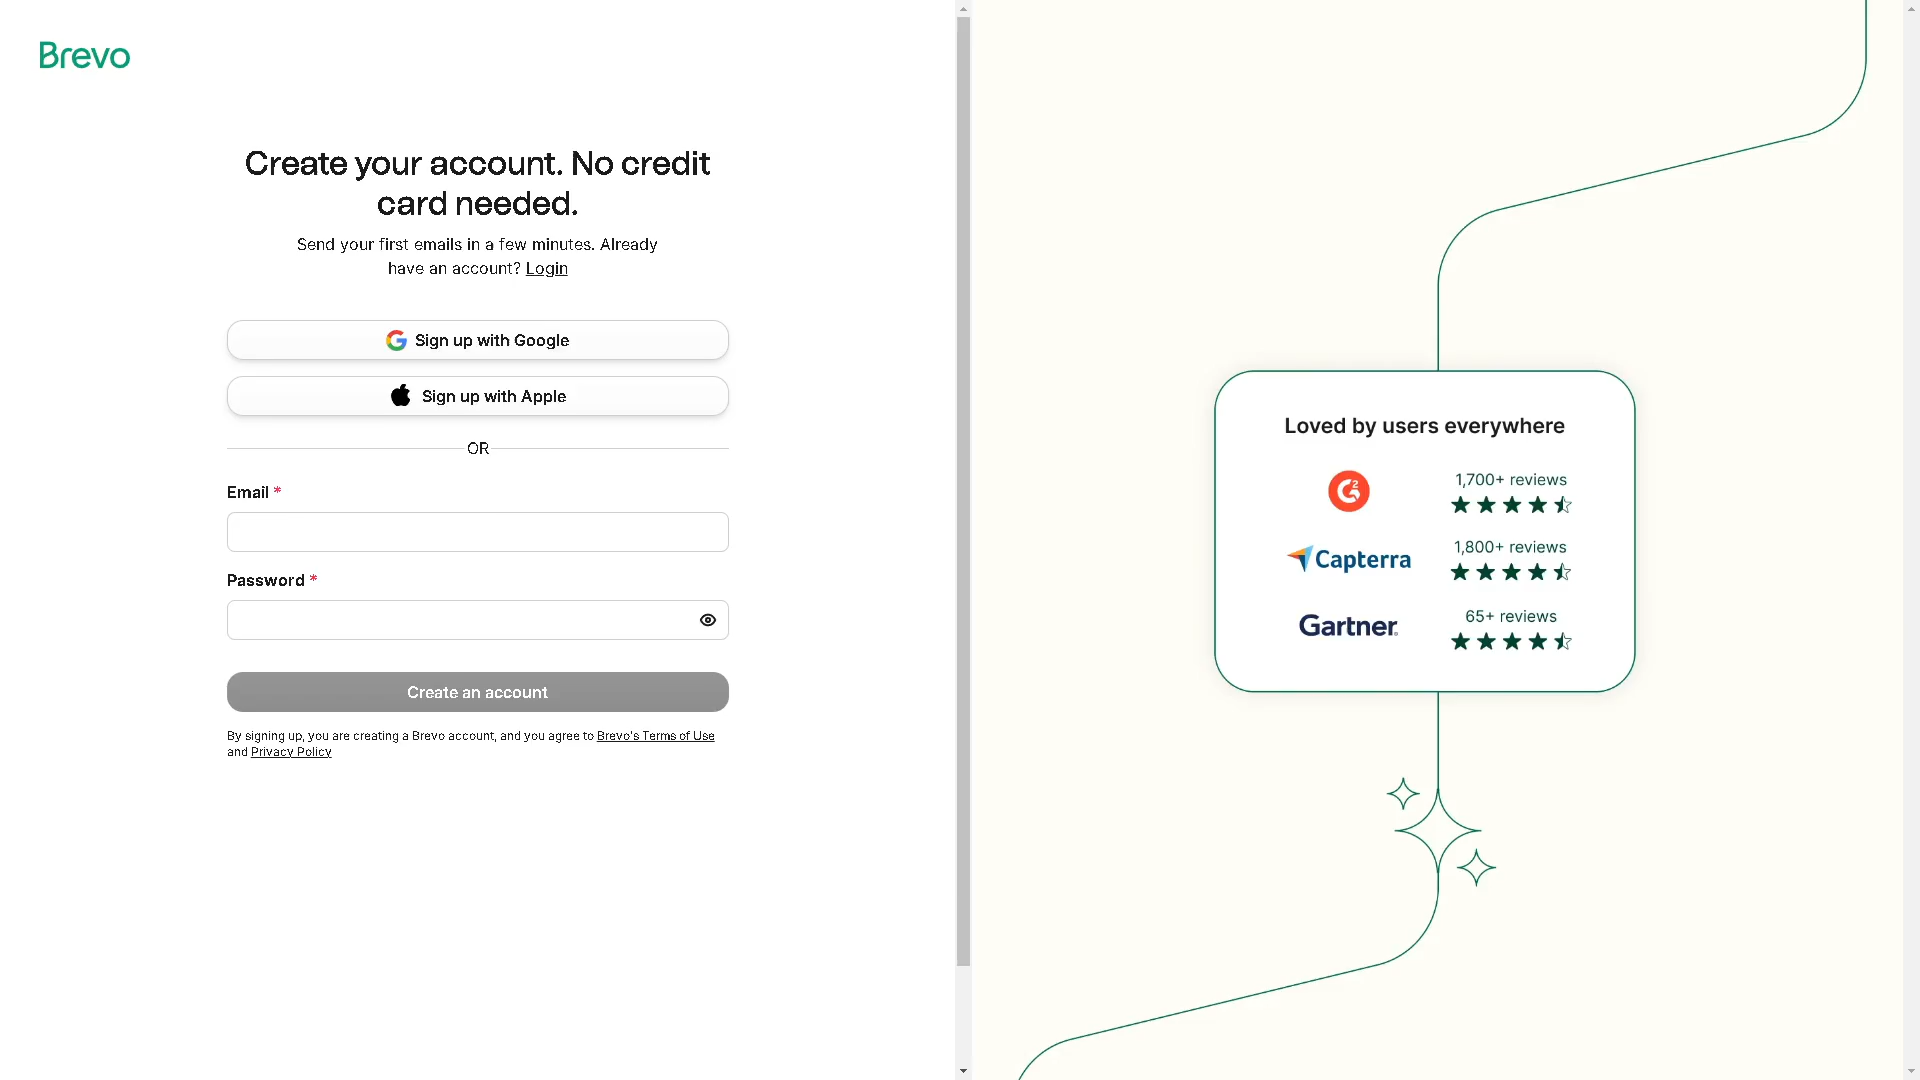 Brevo
Create your account. No credit
card needed.
Send your first emails in a few minutes. Already
have an account? Login
Sign up with Google
Sign up with Apple
OR
Email *
Password *
Create an account
By signing up, you are creating a Brevo account, and you agree to Brevo's Terms of Use
and Privacy Policy
Loved by users everywhere
G2
1,700+ reviews
Capterra
1,800+ reviews
Gartner.
65+ reviews